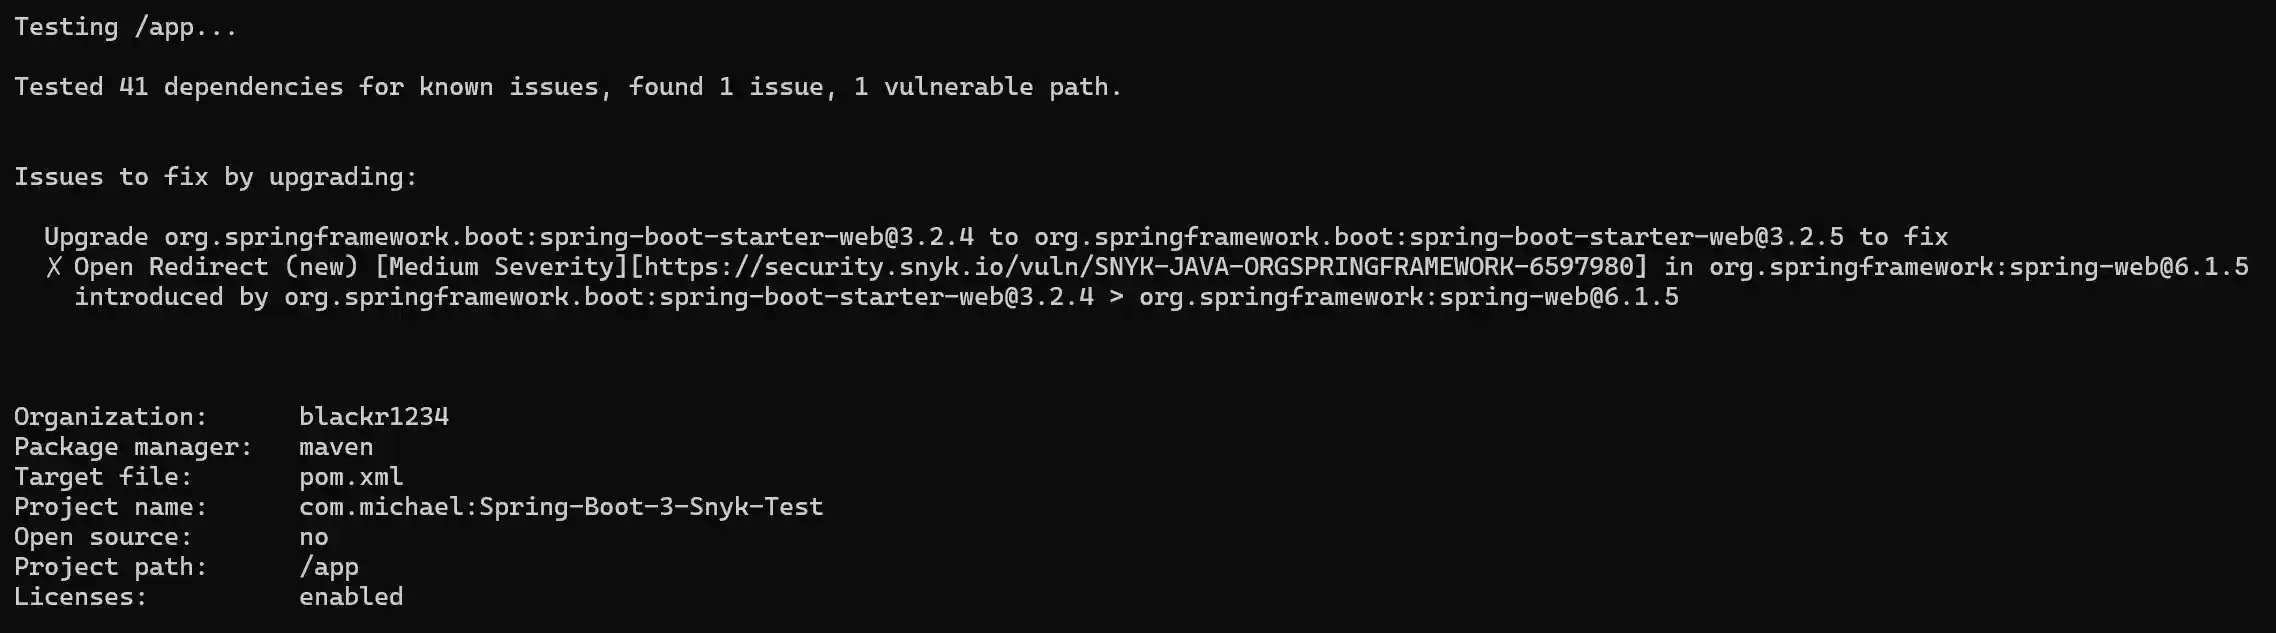 Testing /app...
Tested 41 dependencies for known issues, found 1 issue, 1 vulnerable path.
Issues to fix by upgrading:
Upgrade org.springframework.boot:spring-boot-starter-web@3.2.4 to org.springframework.boot:spring-boot-starter-web@3.2.5 to fix
✗ Open Redirect (new) [Medium Severity][https://security.snyk.io/vuln/SNYK-JAVA-ORGSPRINGFRAMEWORK-6597980] in org.springframework:spring-web@6.1.5
introduced by org.springframework.boot:spring-boot-starter-web@3.2.4 > org.springframework:spring-web@6.1.5
Organization: blackr1234
Package manager: maven
Target file: pom.xml
Project name: com.michael:Spring-Boot-3-Snyk-Test
Open source: no
Project path: /app
Licenses: enabled